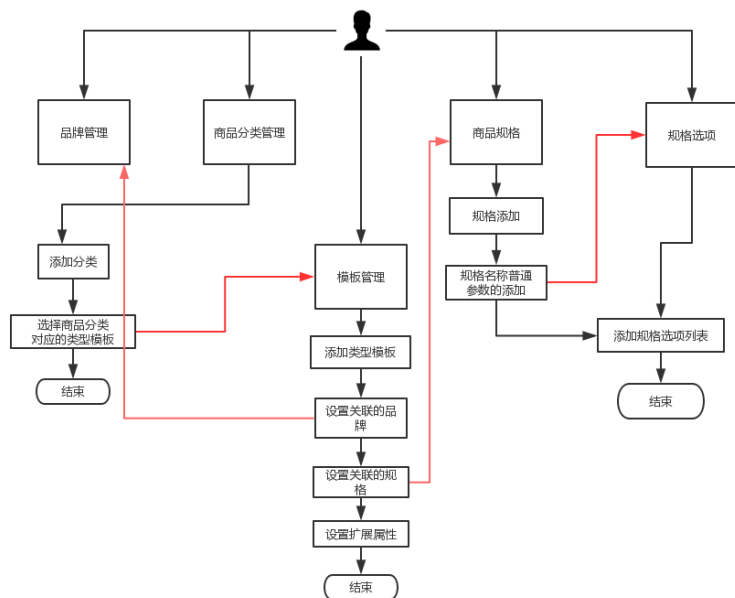 品牌管理
商品分类管理
商品规格
规格选项
规格添加
添加分类
模板管理
规格名称普通
参数的添加
选择商品分类
对应的类型模板
添加规格选项列表
添加类型模板
结束
结束
设置关联的品
牌
设置关联的规
格
设置扩展属性
结束